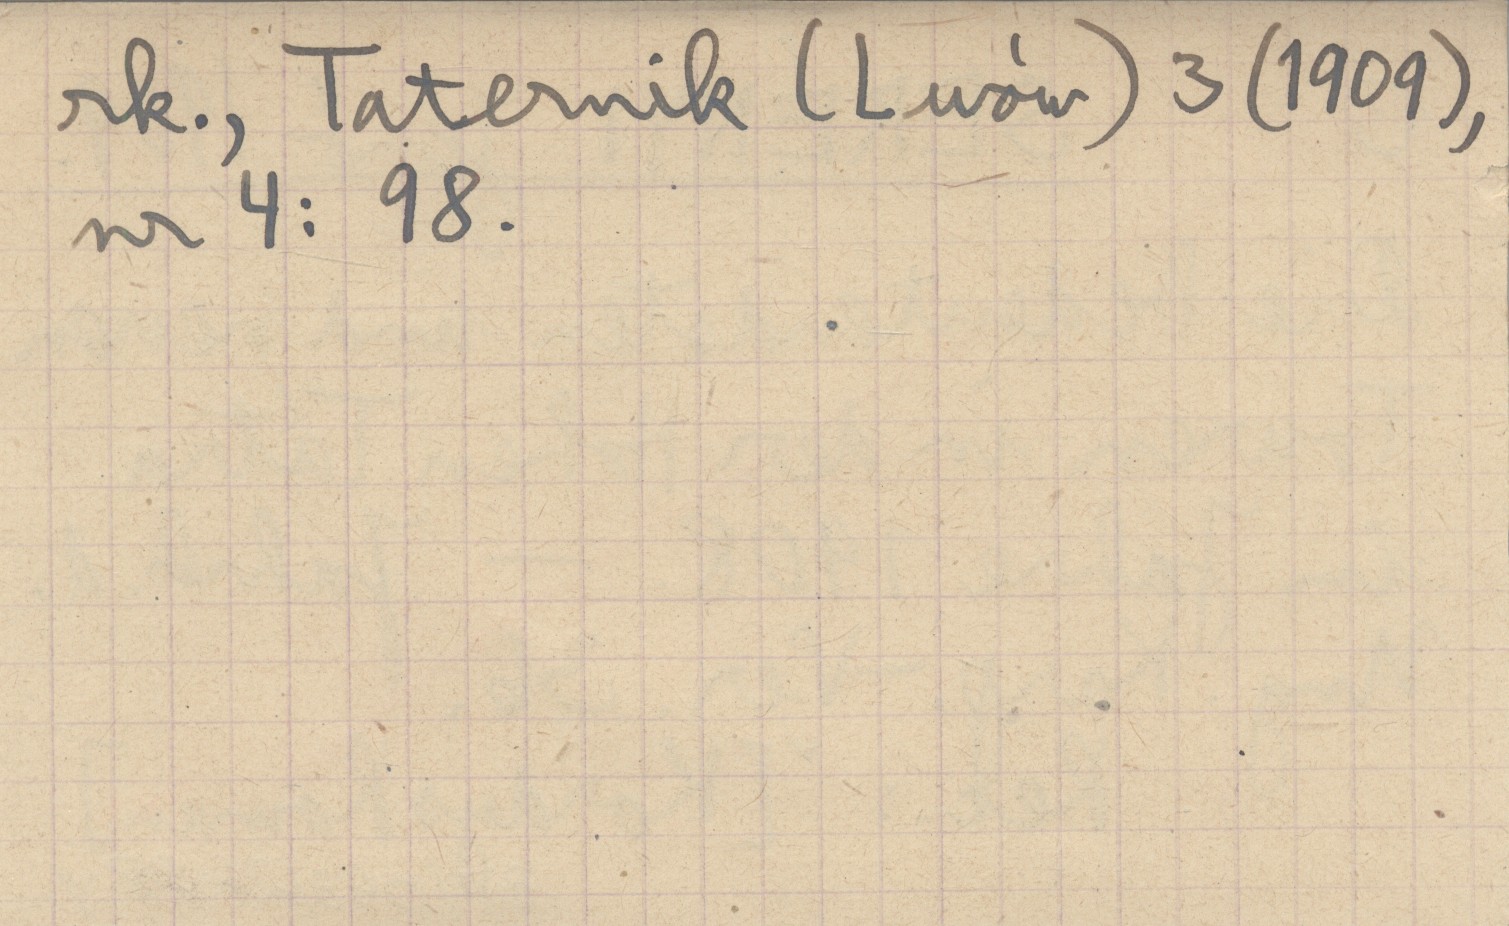 rk., Taternik (Lwów) 3 (1909),
nr 4: 98.